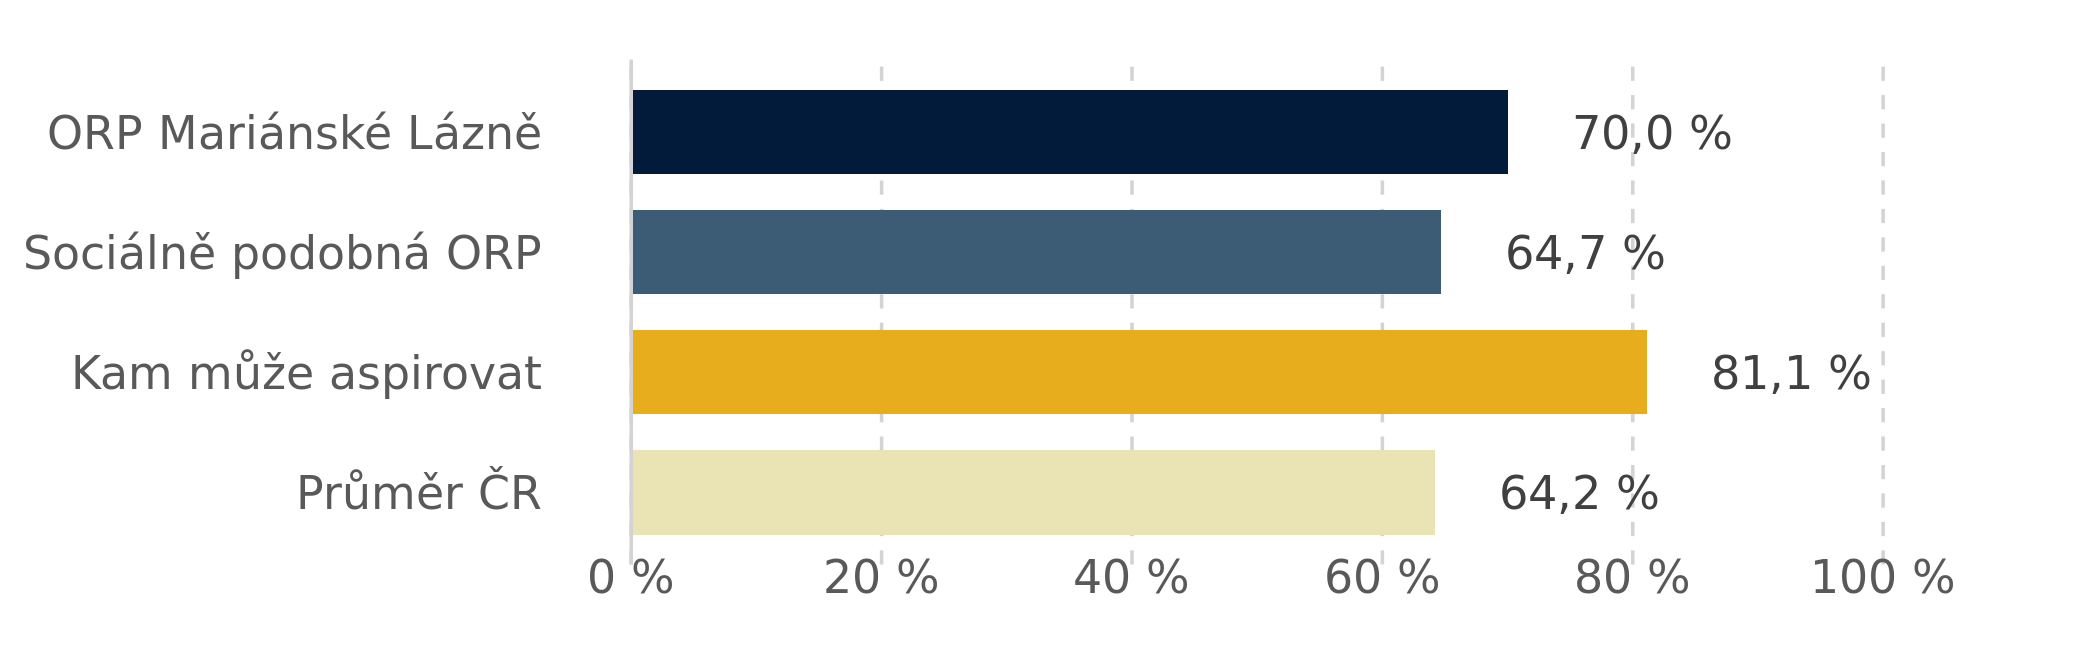 ORP Mariánské Lázně 70,0 %
Sociálně podobná ORP 64,7 %
Kam může aspirovat 81,1 %
Průměr ČR 64,2 %
0 % 20 % 40 % 60 % 80 % 100 %